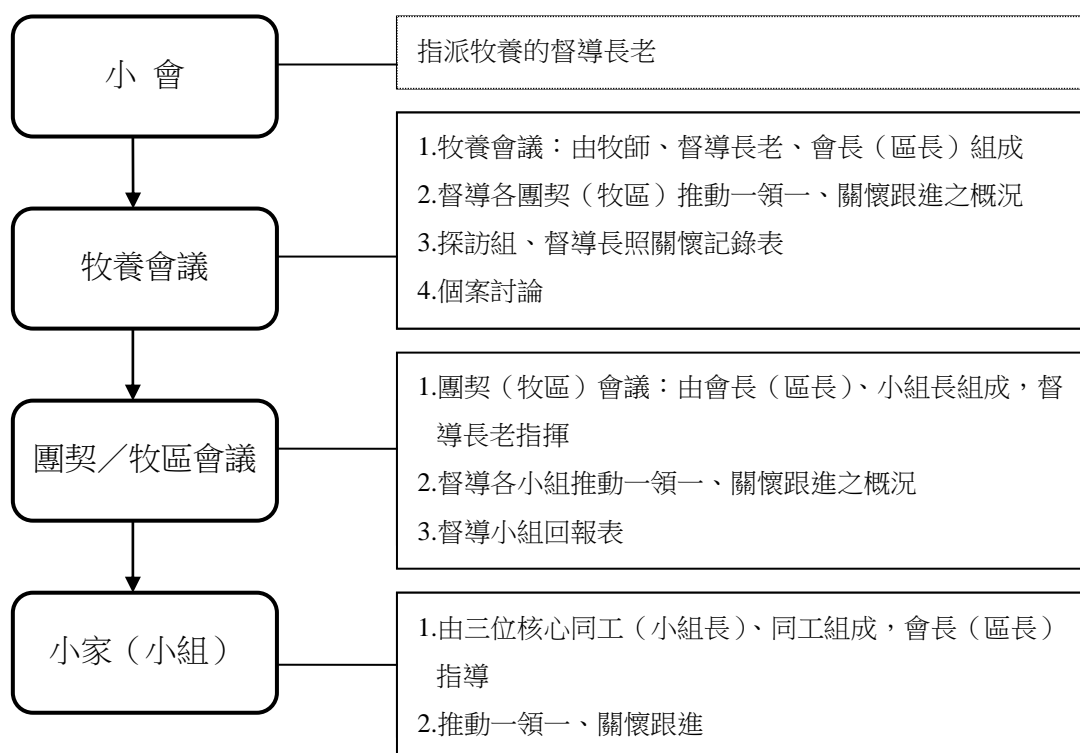 小 會
指派牧養的督導長老
牧養會議
1.牧養會議：由牧師、督導長老、會長（區長）組成
2.督導各團契（牧區）推動一領一、關懷跟進之概況
3.探訪組、督導長照關懷記錄表
4.個案討論
團契／牧區會議
1.團契（牧區）會議：由會長（區長）、小組長組成，督
導長老指揮
2.督導各小組推動一領一、關懷跟進之概況
3.督導小組回報表
小家（小組）
1.由三位核心同工（小組長）、同工組成，會長（區長）
指導
2.推動一領一、關懷跟進